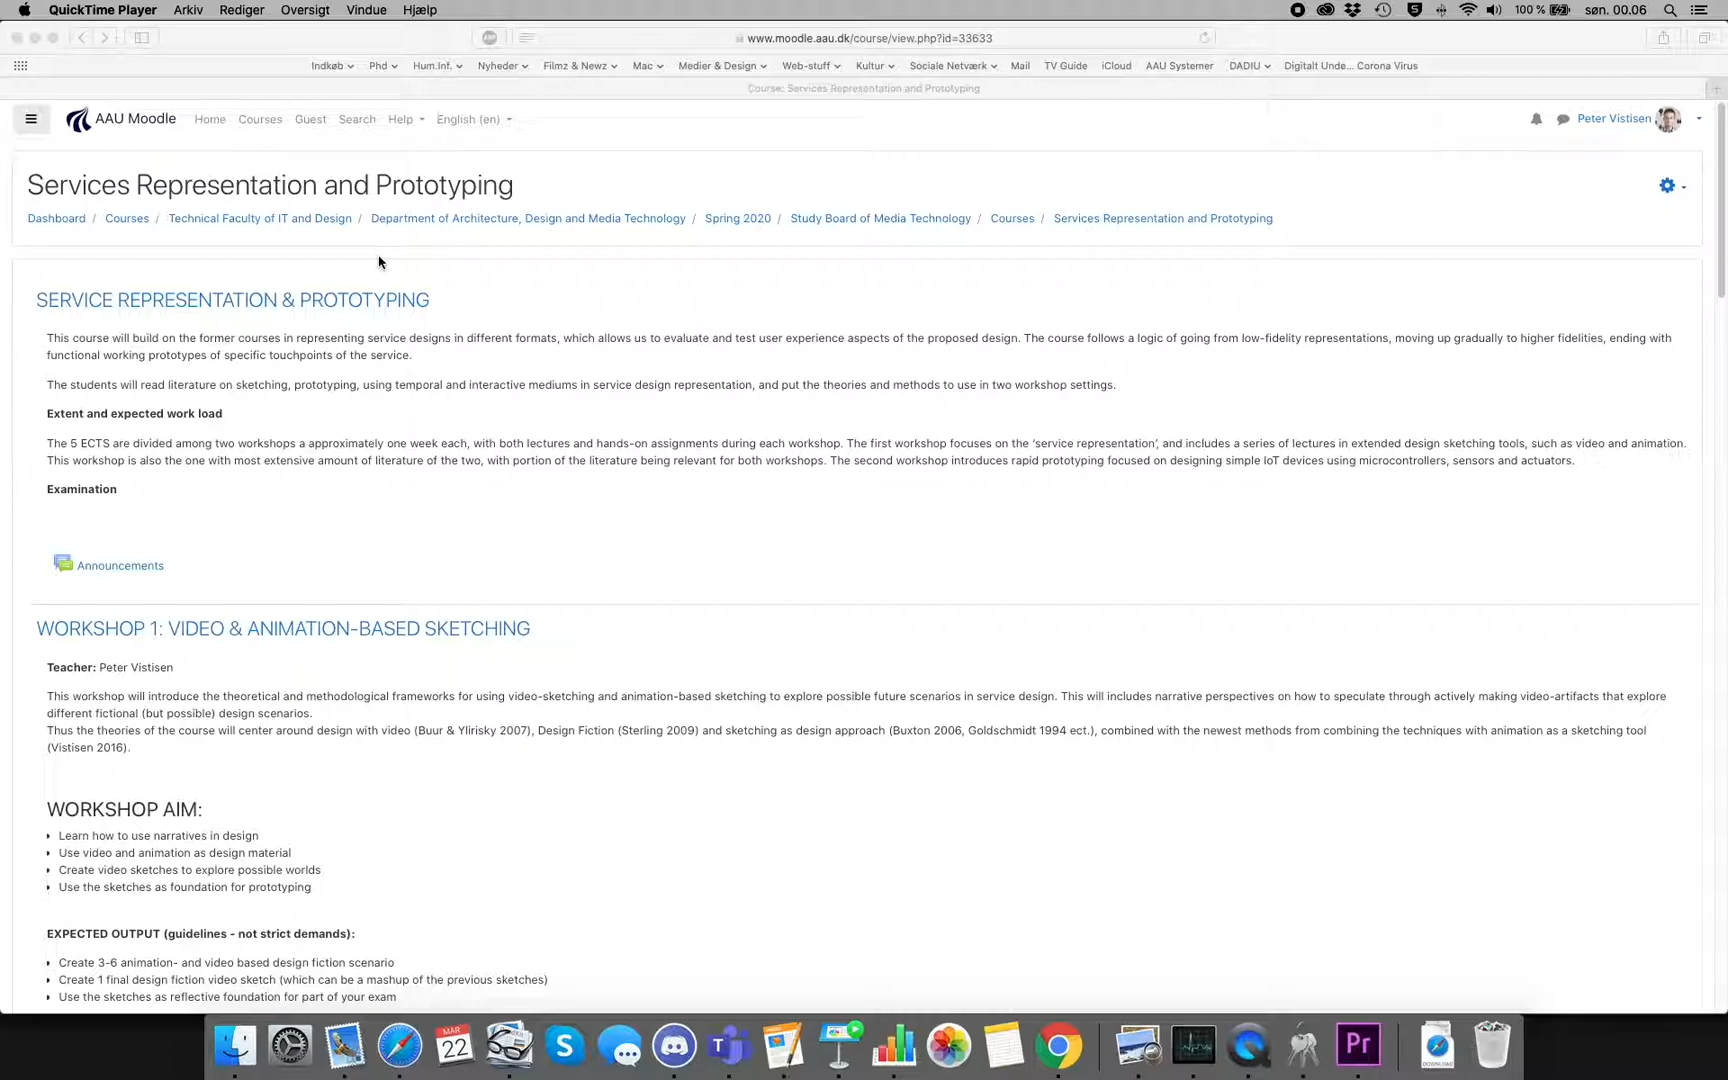 QuickTime Player Arkiv Rediger Oversigt Vindue Hjælp 100 % søn. 00.06
www.moodle.aau.dk/course/view.php?id=33633
Indkøb Phd Hum.Inf. Nyheder Filmz & Newz Mac Medier & Design Web-stuff Kultur Sociale Netværk Mail TV Guide iCloud AAU Systemer DADIU Digitalt Unde... Corona Virus
Course: Services Representation and Prototyping
AAU Moodle Home Courses Guest Search Help English (en) Peter Vistisen
Services Representation and Prototyping
Dashboard / Courses / Technical Faculty of IT and Design / Department of Architecture, Design and Media Technology / Spring 2020 / Study Board of Media Technology / Courses / Services Representation and Prototyping
SERVICE REPRESENTATION & PROTOTYPING
This course will build on the former courses in representing service designs in different formats, which allows us to evaluate and test user experience aspects of the proposed design. The course follows a logic of going from low-fidelity representations, moving up gradually to higher fidelities, ending with
functional working prototypes of specific touchpoints of the service.
The students will read literature on sketching, prototyping, using temporal and interactive mediums in service design representation, and put the theories and methods to use in two workshop settings.
Extent and expected work load
The 5 ECTS are divided among two workshops a approximately one week each, with both lectures and hands-on assignments during each workshop. The first workshop focuses on the 'service representation', and includes a series of lectures in extended design sketching tools, such as video and animation.
This workshop is also the one with most extensive amount of literature of the two, with portion of the literature being relevant for both workshops. The second workshop introduces rapid prototyping focused on designing simple IoT devices using microcontrollers, sensors and actuators.
Examination
Announcements
WORKSHOP 1: VIDEO & ANIMATION-BASED SKETCHING
Teacher: Peter Vistisen
This workshop will introduce the theoretical and methodological frameworks for using video-sketching and animation-based sketching to explore possible future scenarios in service design. This will includes narrative perspectives on how to speculate through actively making video-artifacts that explore
different fictional (but possible) design scenarios.
Thus the theories of the course will center around design with video (Buur & Ylirisky 2007), Design Fiction (Sterling 2009) and sketching as design approach (Buxton 2006, Goldschmidt 1994 ect.), combined with the newest methods from combining the techniques with animation as a sketching tool
(Vistisen 2016).
WORKSHOP AIM:
Learn how to use narratives in design
Use video and animation as design material
Create video sketches to explore possible worlds
Use the sketches as foundation for prototyping
EXPECTED OUTPUT (guidelines - not strict demands):
Create 3-6 animation- and video based design fiction scenario
Create 1 final design fiction video sketch (which can be a mashup of the previous sketches)
Use the sketches as reflective foundation for part of your exam
MAR
22
Pr